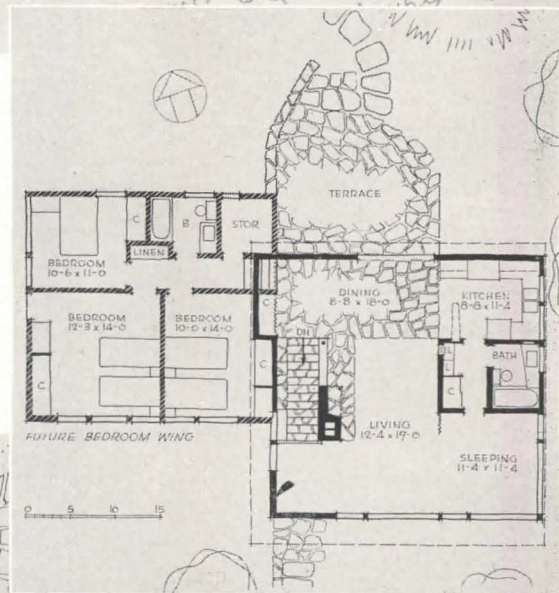 TERRACE
C
B
STOR
LINEN
BEDROOM
10-6 x 11-0
DINING
8-8 x 18-0
KITCHEN
8-8 x 11-4
C
BEDROOM
12-3 x 14-0
BEDROOM
10-0 x 14-0
DN
BATH
L
C
C
C
LIVING
12-4 x 19-0
SLEEPING
11-4 x 11-4
FUTURE BEDROOM WING
0 5 10 15